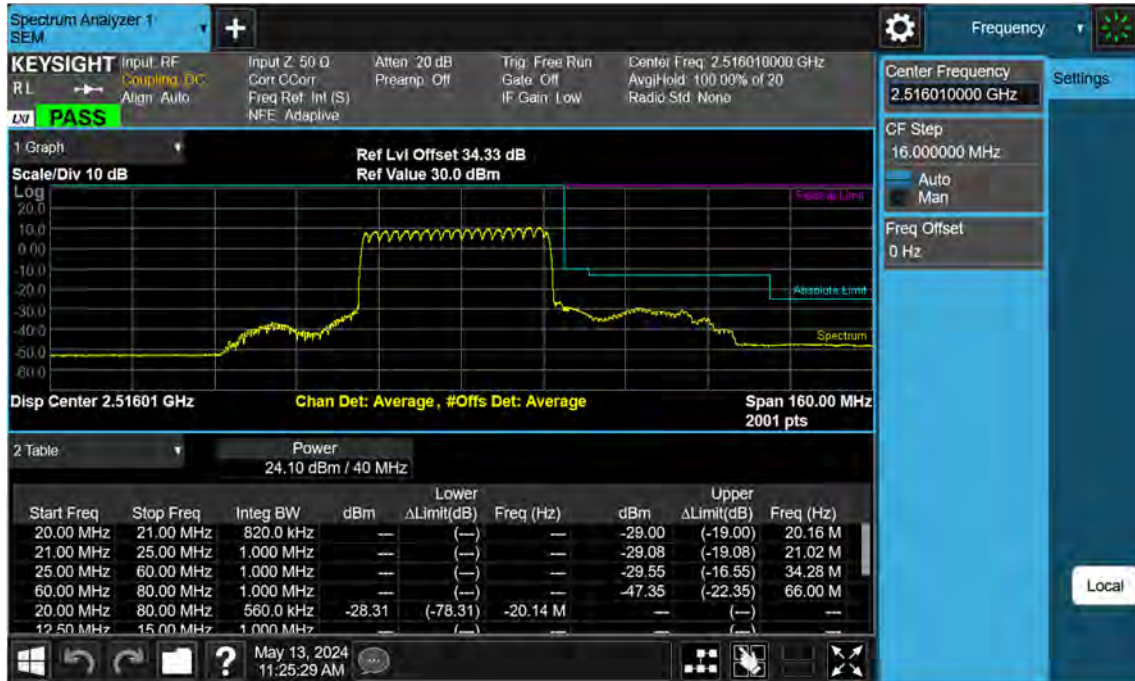 Spectrum Analyzer 1
SEM
Frequency
KEYSIGHT
RL
LXI
PASS
Input: RF
Coupling: DC
Align: Auto
Input Z: 50 Ω
Corr CCorr
Freq Ref: Int (S)
NFE: Adaptive
Atten: 20 dB
Preamp: Off
Trig: Free Run
Gate: Off
IF Gain: Low
Center Freq: 2.516010000 GHz
Avg|Hold: 100.00% of 20
Radio Std: None
Center Frequency
2.516010000 GHz
Settings
CF Step
16.000000 MHz
Auto
Man
Freq Offset
0 Hz
1 Graph
Scale/Div 10 dB
Ref Lvl Offset 34.33 dB
Ref Value 30.0 dBm
Log
20.0
10.0
0.00
-10.0
-20.0
-30.0
-40.0
-50.0
-60.0
Absolute Limit
Spectrum
Disp Center 2.51601 GHz
Chan Det: Average, #Offs Det: Average
Span 160.00 MHz
2001 pts
2 Table
Power
24.10 dBm / 40 MHz
Lower Upper
Start Freq Stop Freq Integ BW dBm ΔLimit(dB) Freq (Hz) dBm ΔLimit(dB) Freq (Hz)
20.00 MHz 21.00 MHz 820.0 kHz --- (---) --- -29.00 (-19.00) 20.16 M
21.00 MHz 25.00 MHz 1.000 MHz --- (---) --- -29.08 (-19.08) 21.02 M
25.00 MHz 60.00 MHz 1.000 MHz --- (---) --- -29.55 (-16.55) 34.28 M
60.00 MHz 80.00 MHz 1.000 MHz --- (---) --- -47.35 (-22.35) 66.00 M
20.00 MHz 80.00 MHz 560.0 kHz -28.31 (-78.31) -20.14 M --- (---) ---
12.50 MHz 15.00 MHz 1.000 MHz --- (---) --- --- (---) ---
Local
?
May 13, 2024
11:25:29 AM